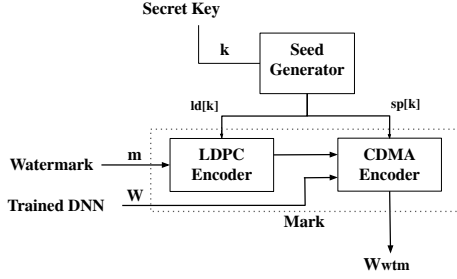 Secret Key
k
Seed
Generator
ld[k]
sp[k]
Watermark
m
LDPC
Encoder
CDMA
Encoder
Trained DNN
W
Mark
Wwtm